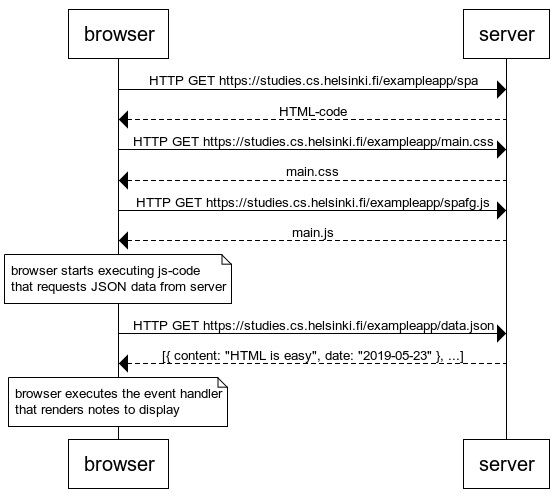 browser
server
HTTP GET https://studies.cs.helsinki.fi/exampleapp/spa
HTML-code
HTTP GET https://studies.cs.helsinki.fi/exampleapp/main.css
main.css
HTTP GET https://studies.cs.helsinki.fi/exampleapp/spafg.js
main.js
browser starts executing js-code
that requests JSON data from server
HTTP GET https://studies.cs.helsinki.fi/exampleapp/data.json
[{ content: "HTML is easy", date: "2019-05-23" }, ...]
browser executes the event handler
that renders notes to display
browser
server